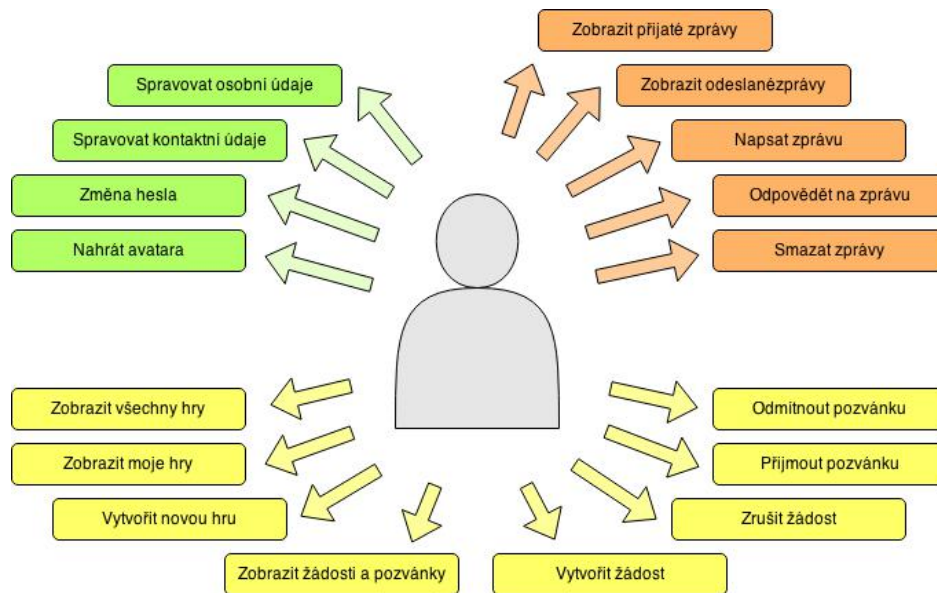 Zobrazit přijaté zprávy
Spravovat osobní údaje
Zobrazit odeslanézprávy
Spravovat kontaktní údaje
Napsat zprávu
Změna hesla
Odpovědět na zprávu
Nahrát avatara
Smazat zprávy
Zobrazit všechny hry
Odmítnout pozvánku
Zobrazit moje hry
Přijmout pozvánku
Vytvořit novou hru
Zrušit žádost
Zobrazit žádosti a pozvánky
Vytvořit žádost